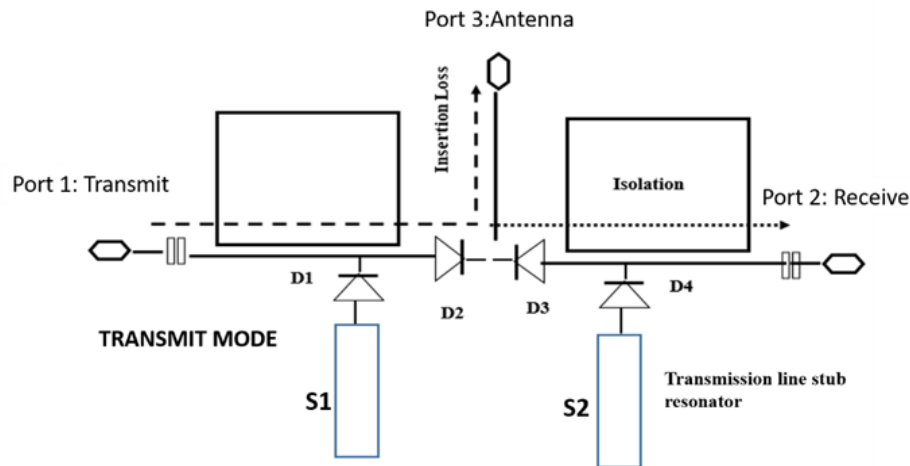 Port 3:Antenna
Insertion Loss
Port 1: Transmit
Isolation
Port 2: Receive
D1
D2
D3
D4
TRANSMIT MODE
S1
S2
Transmission line stub
resonator